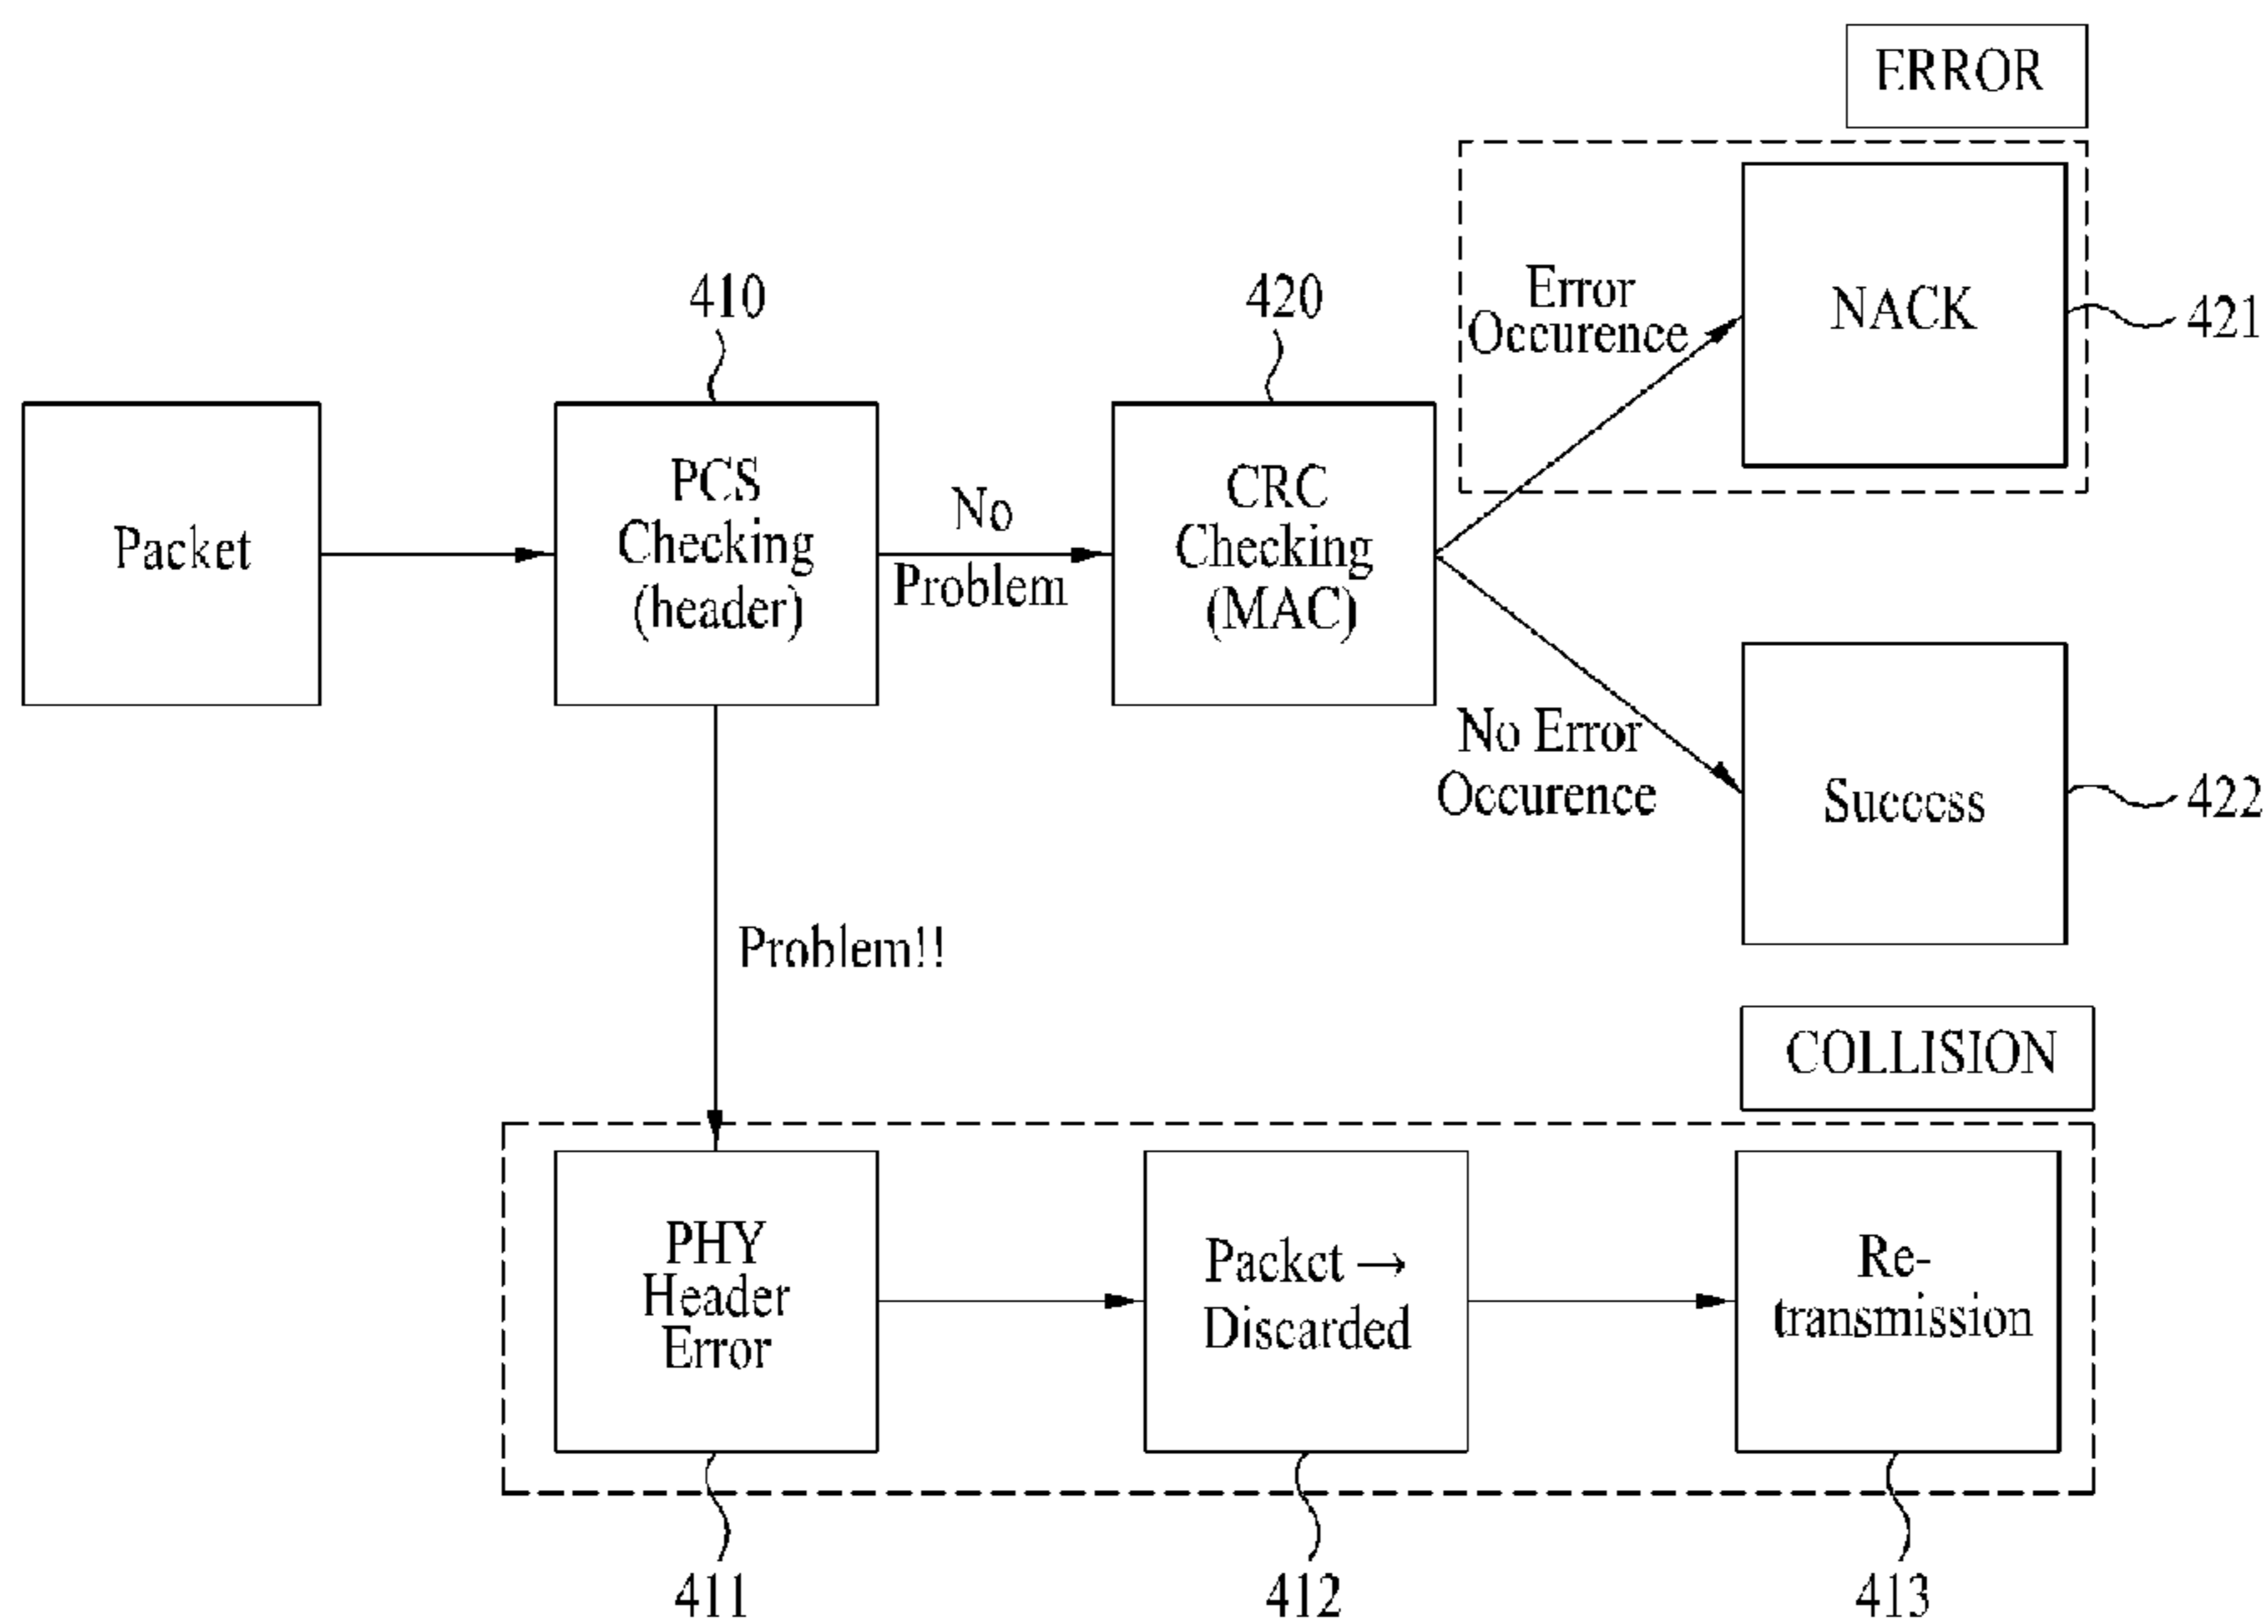 ERROR
410
420
Error
Occurence
NACK
421
Packet
PCS
Checking
(header)
No
Problem
CRC
Checking
(MAC)
No Error
Occurence
Success
422
Problem!!
COLLISION
PHY
Header
Error
Packet →
Discarded
Re-
transmission
411
412
413